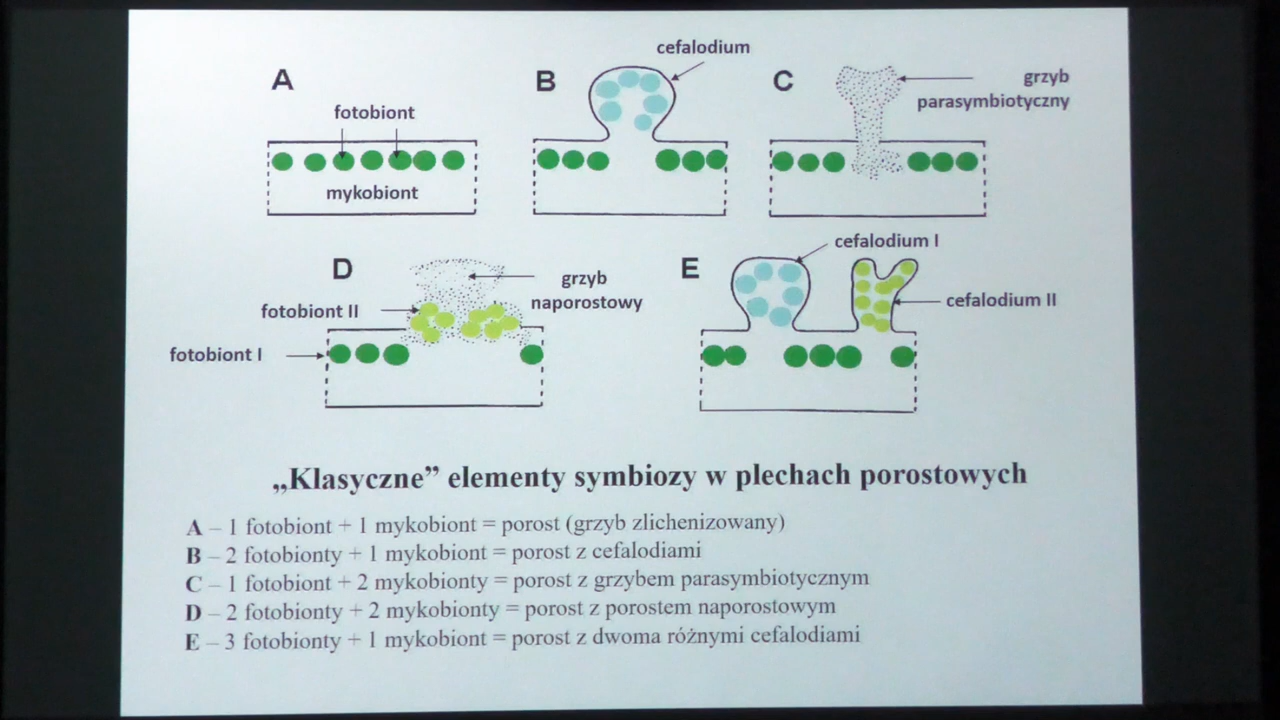 A
fotobiont
mykobiont
B
cefalodium
C
grzyb
parasymbiotyczny
D
grzyb
naporostowy
fotobiont II
fotobiont I
E
cefalodium I
cefalodium II
„Klasyczne” elementy symbiozy w plechach porostowych
A – 1 fotobiont + 1 mykobiont = porost (grzyb zlichenizowany)
B – 2 fotobionty + 1 mykobiont = porost z cefalodiami
C – 1 fotobiont + 2 mykobionty = porost z grzybem parasymbiotycznym
D – 2 fotobionty + 2 mykobionty = porost z porostem naporostowym
E – 3 fotobionty + 1 mykobiont = porost z dwoma różnymi cefalodiami